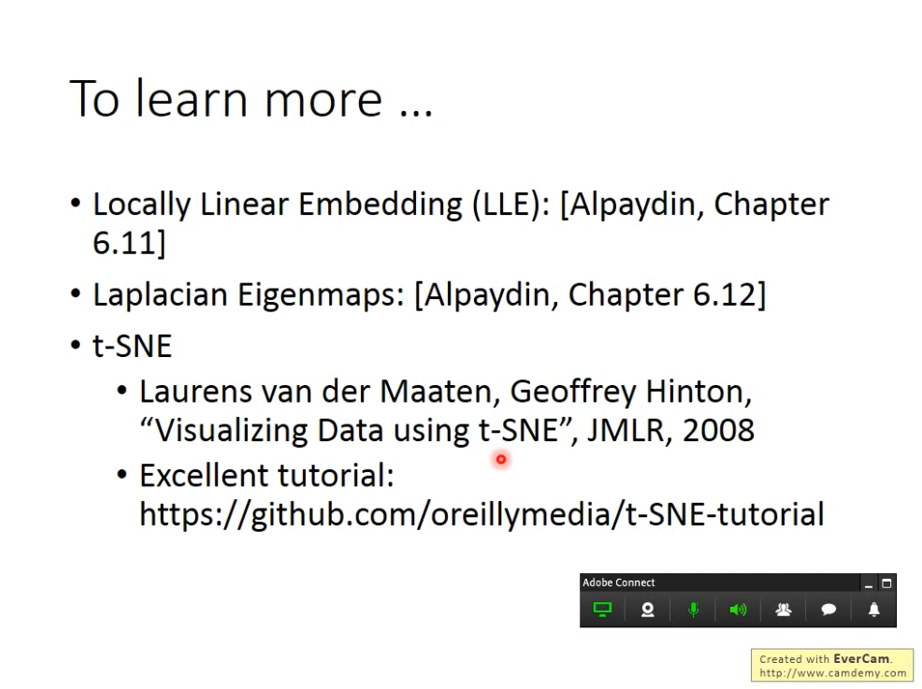 To learn more ...
• Locally Linear Embedding (LLE): [Alpaydin, Chapter
6.11]
• Laplacian Eigenmaps: [Alpaydin, Chapter 6.12]
• t-SNE
• Laurens van der Maaten, Geoffrey Hinton,
“Visualizing Data using t-SNE”, JMLR, 2008
• Excellent tutorial:
https://github.com/oreillymedia/t-SNE-tutorial
Adobe Connect
Created with EverCam.
http://www.camdemy.com